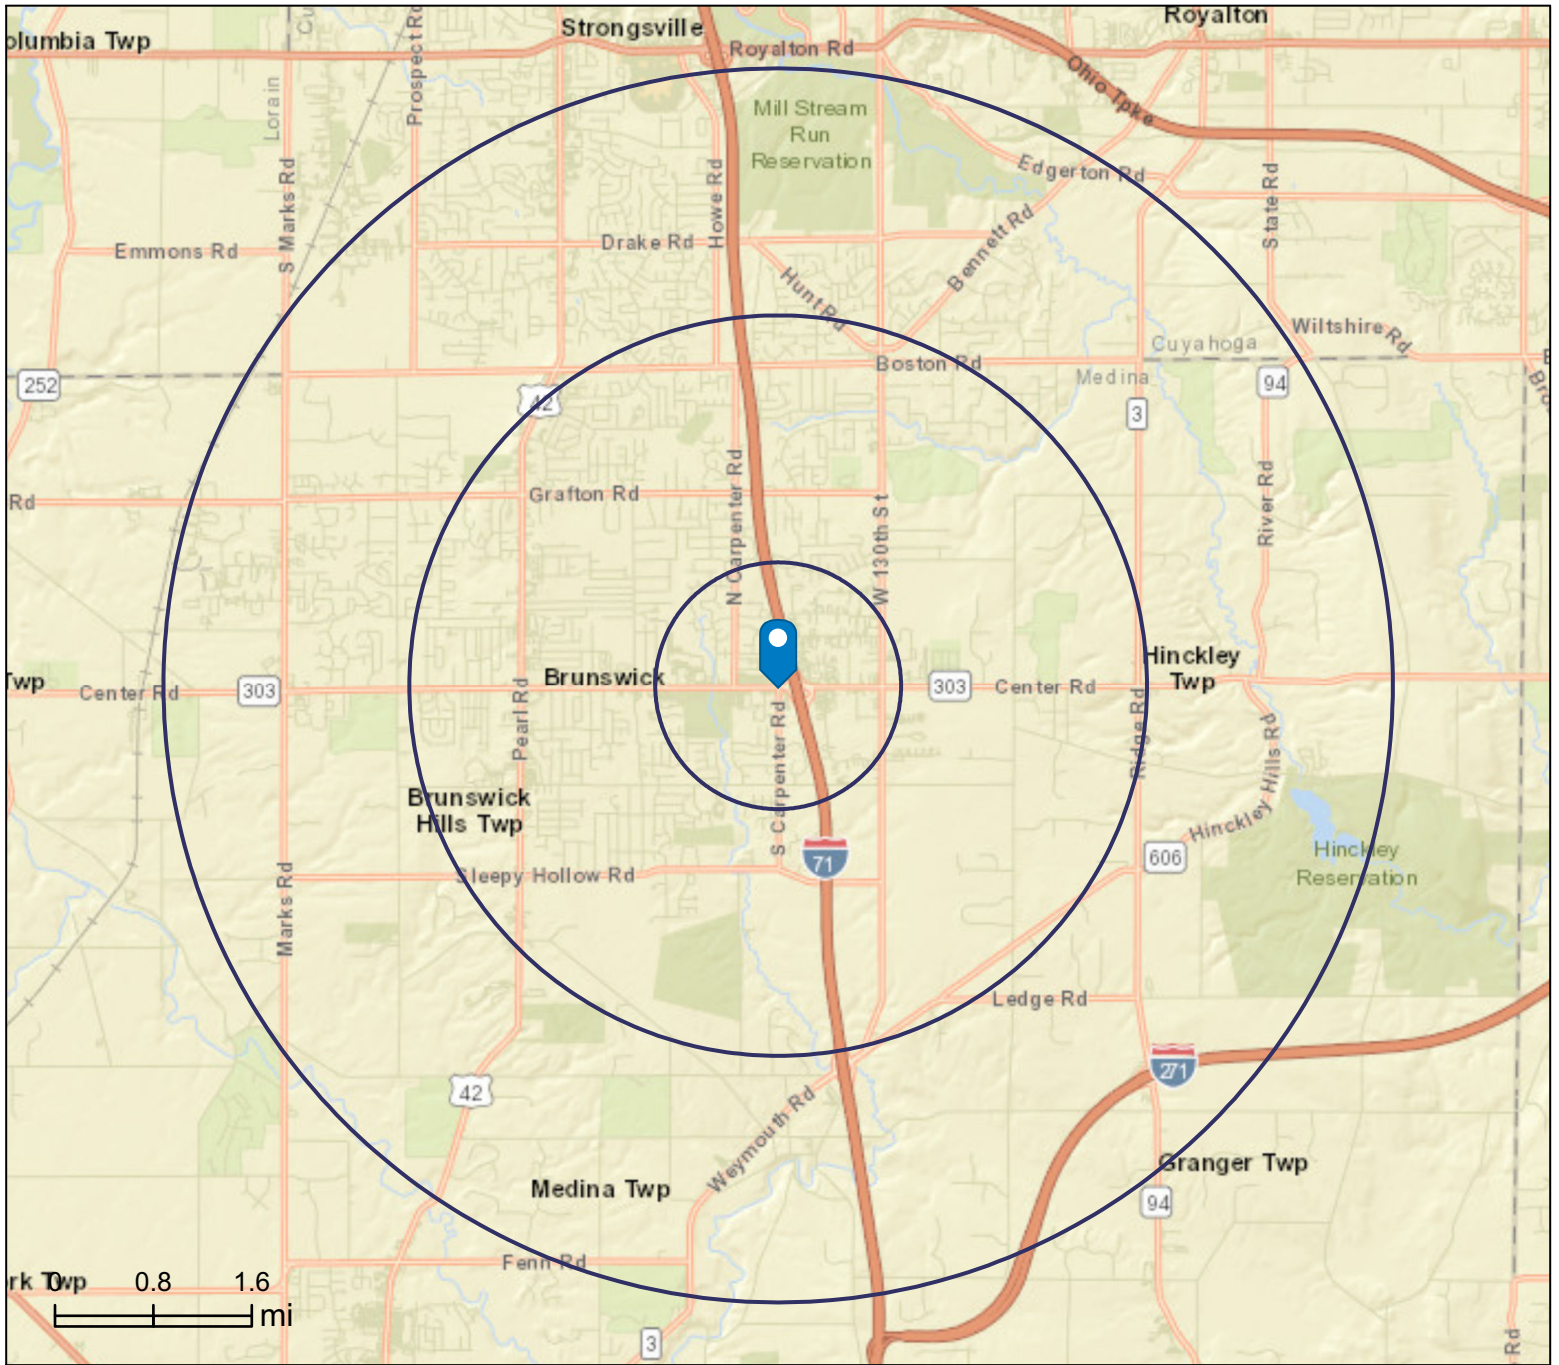 Strongsville
Royalton
olumbia Twp
Cu
Prospect Rd
Royalton Rd
Ohio Tpke
Lorain
Mill Stream
Run
Reservation
Edgerton Rd
S Marks Rd
Howe Rd
State Rd
Emmons Rd
Drake Rd
Bennett Rd
Hunt Rd
Wiltshire Rd
Cuyahoga
Boston Rd
Medina
252
42
94
3
B
Bro
Rd
Grafton Rd
N Carpenter Rd
W 130th St
River Rd
Hinckley
Twp
Twp
Center Rd
303
Brunswick
303
Center Rd
Pearl Rd
S Carpenter Rd
Ridge Rd
Hinckley Hills Rd
Brunswick
Hills Twp
71
606
Hinckley
Reservation
Marks Rd
Sleepy Hollow Rd
Ledge Rd
271
42
Weymouth Rd
Medina Twp
Granger Twp
94
Fenn Rd
rk Twp
0 0.8 1.6
mi
3
Rd